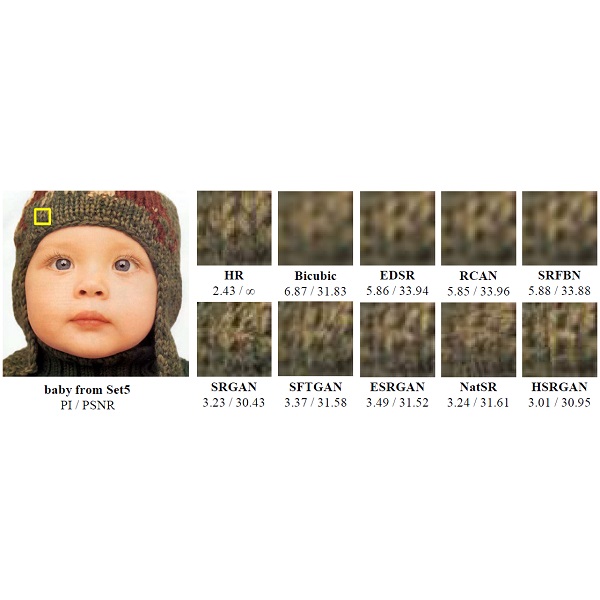 HR
2.43 / ∞
Bicubic
6.87 / 31.83
EDSR
5.86 / 33.94
RCAN
5.85 / 33.96
SRFBN
5.88 / 33.88
baby from Set5
PI / PSNR
SRGAN
3.23 / 30.43
SFTGAN
3.37 / 31.58
ESRGAN
3.49 / 31.52
NatSR
3.24 / 31.61
HSRGAN
3.01 / 30.95